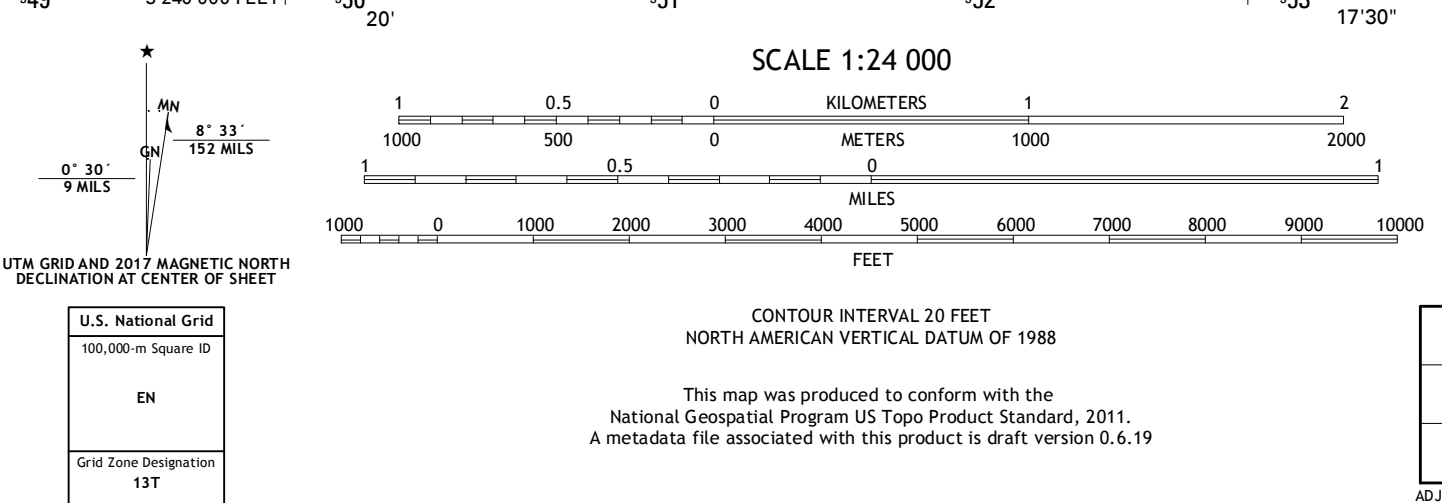 20'
17'30"
SCALE 1:24 000
1 0.5 0 KILOMETERS 1 2
1000 500 0 METERS 1000 2000
1 0.5 0 1
MILES
1000 0 1000 2000 3000 4000 5000 6000 7000 8000 9000 10000
FEET
MN
GN
8° 33´
152 MILS
0° 30´
9 MILS
UTM GRID AND 2017 MAGNETIC NORTH
DECLINATION AT CENTER OF SHEET
U.S. National Grid
100,000-m Square ID
EN
Grid Zone Designation
13T
CONTOUR INTERVAL 20 FEET
NORTH AMERICAN VERTICAL DATUM OF 1988
This map was produced to conform with the
National Geospatial Program US Topo Product Standard, 2011.
A metadata file associated with this product is draft version 0.6.19